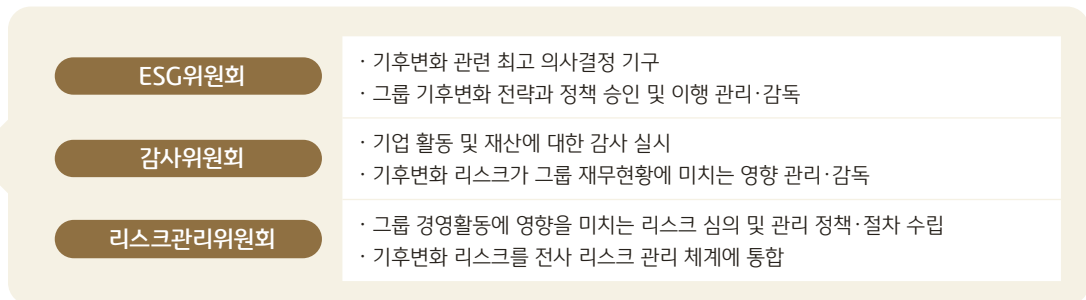 ESG위원회
· 기후변화 관련 최고 의사결정 기구
· 그룹 기후변화 전략과 정책 승인 및 이행 관리·감독
감사위원회
· 기업 활동 및 재산에 대한 감사 실시
· 기후변화 리스크가 그룹 재무현황에 미치는 영향 관리·감독
리스크관리위원회
· 그룹 경영활동에 영향을 미치는 리스크 심의 및 관리 정책·절차 수립
· 기후변화 리스크를 전사 리스크 관리 체계에 통합